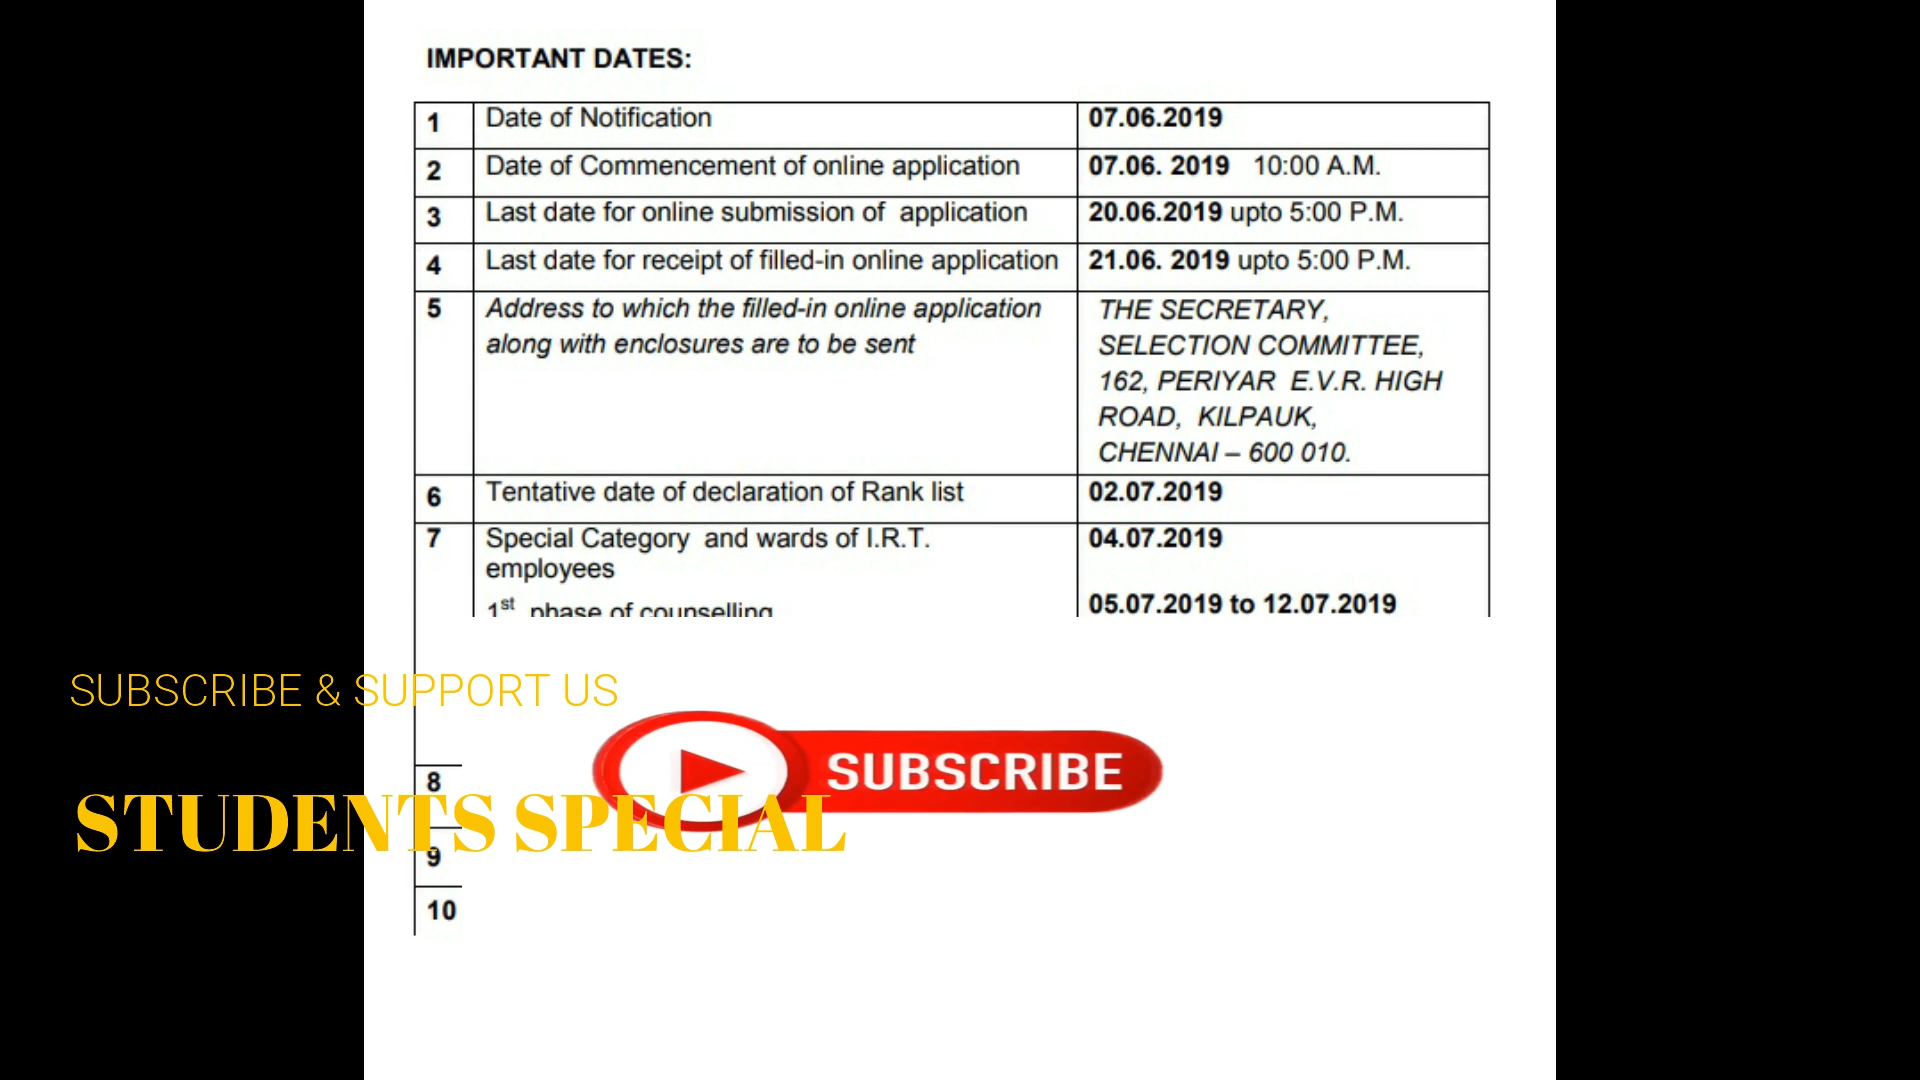 IMPORTANT DATES:
1 Date of Notification 07.06.2019
2 Date of Commencement of online application 07.06. 2019 10:00 A.M.
3 Last date for online submission of application 20.06.2019 upto 5:00 P.M.
4 Last date for receipt of filled-in online application 21.06. 2019 upto 5:00 P.M.
5 Address to which the filled-in online application THE SECRETARY,
along with enclosures are to be sent SELECTION COMMITTEE,
162, PERIYAR E.V.R. HIGH
ROAD, KILPAUK,
CHENNAI – 600 010.
6 Tentative date of declaration of Rank list 02.07.2019
7 Special Category and wards of I.R.T. 04.07.2019
employees
1st phase of counselling 05.07.2019 to 12.07.2019
SUBSCRIBE & SUPPORT US
SUBSCRIBE
8
STUDENTS SPECIAL
9
10